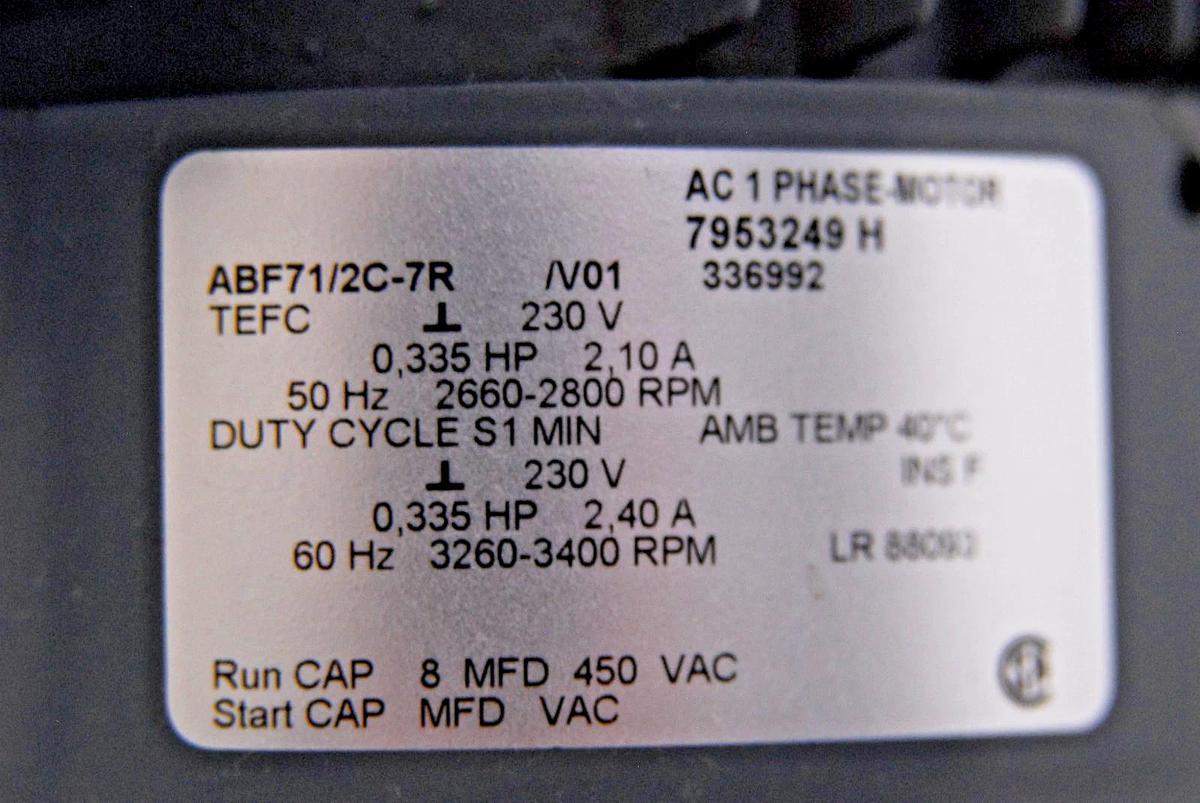 AC 1 PHASE-MOTOR
7953249 H
ABF71/2C-7R /V01 336992
TEFC ⊥ 230 V
0,335 HP 2,10 A
50 Hz 2660-2800 RPM
DUTY CYCLE S1 MIN AMB TEMP 40°C
⊥ 230 V INS F
0,335 HP 2,40 A
60 Hz 3260-3400 RPM LR 88093
Run CAP 8 MFD 450 VAC
Start CAP MFD VAC